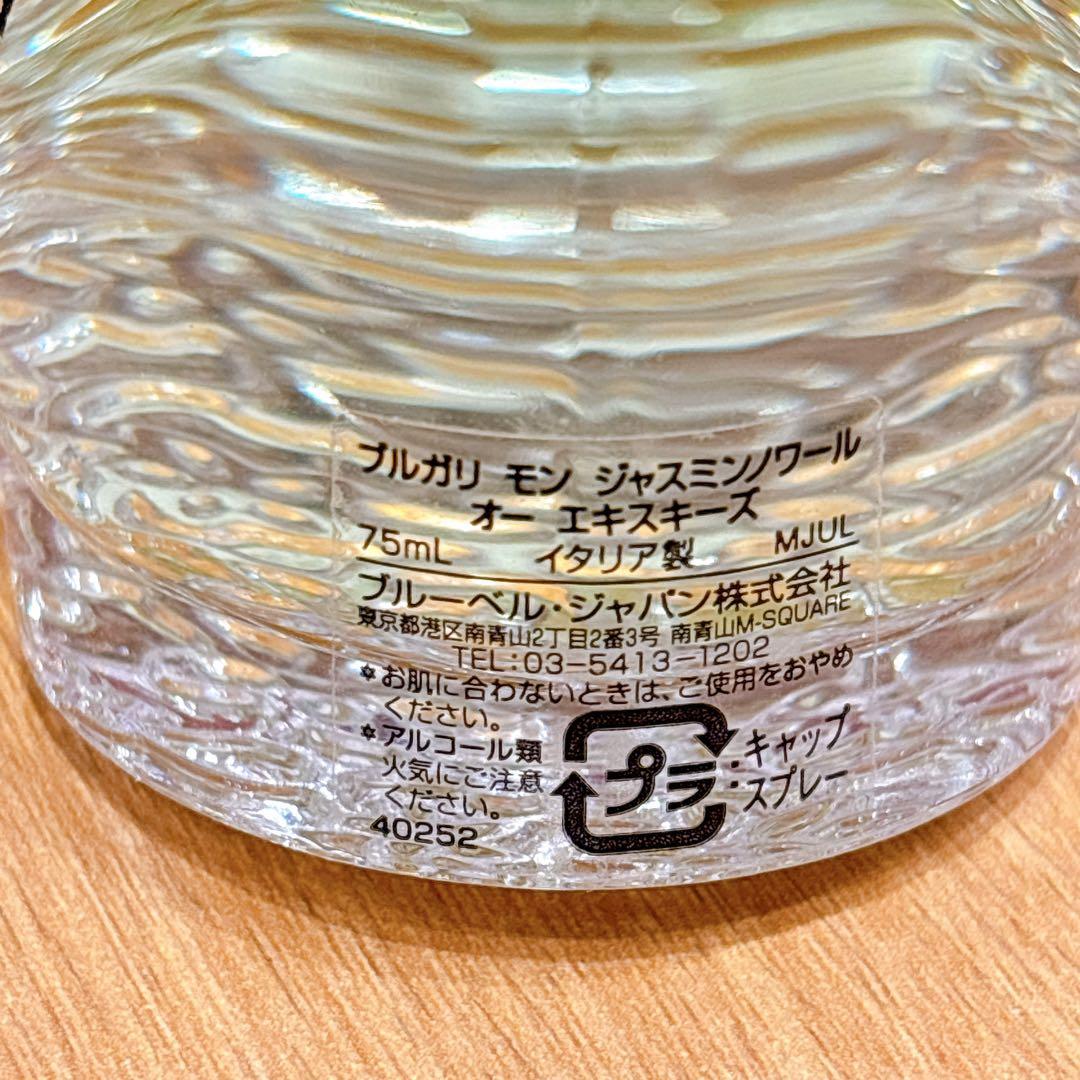 ブルガリ モン ジャスミンノワール
オー エキスキーズ
75mL イタリア製 MJUL
ブルーベル・ジャパン株式会社
東京都港区南青山2丁目2番3号 南青山M-SQUARE
TEL:03-5413-1202
*お肌に合わないときは、ご使用をおやめ
ください。
*アルコール類
火気にご注意
ください。
40252
プラ
:キャップ
:スプレー